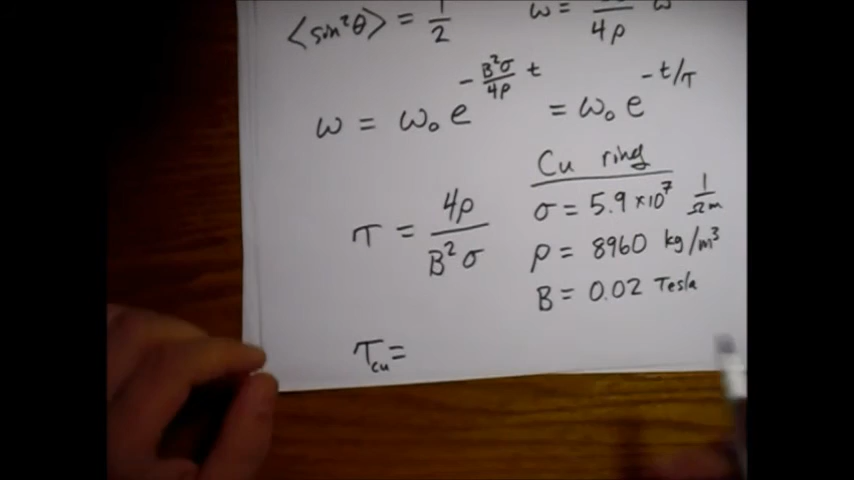 ⟨sin²θ⟩ = 1/2
ω = /4ρ ω
ω = ω₀ e^(-B²σ/4ρ t) = ω₀ e^(-t/τ)
Cu ring
τ = 4ρ/B²σ
σ = 5.9 × 10⁷ 1/Ωm
ρ = 8960 kg/m³
B = 0.02 Tesla
τ_cu =